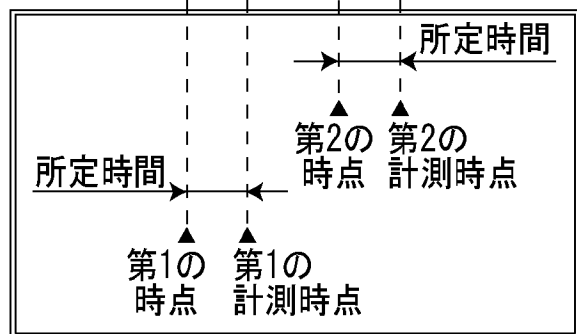 所定時間
第2の 第2の
時点 計測時点
所定時間
第1の 第1の
時点 計測時点